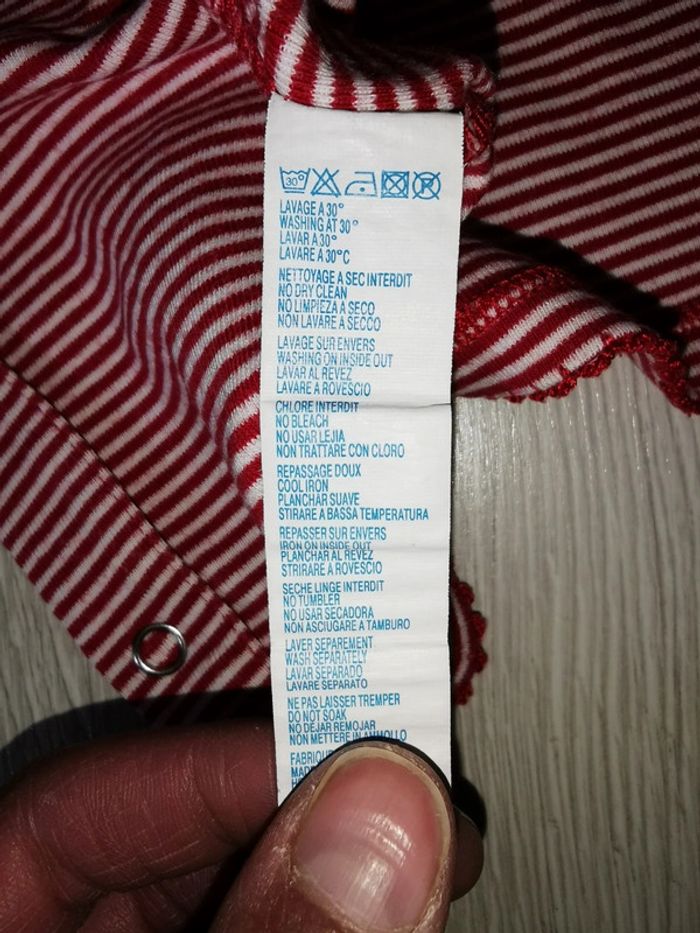 30°
LAVAGE A 30°
WASHING AT 30°
LAVAR A 30°
LAVARE A 30°C
NETTOYAGE A SEC INTERDIT
NO DRY CLEAN
NO LIMPIEZA A SECO
NON LAVARE A SECCO
LAVAGE SUR ENVERS
WASHING ON INSIDE OUT
LAVAR AL REVEZ
LAVARE A ROVESCIO
CHLORE INTERDIT
NO BLEACH
NO USAR LEJIA
NON TRATTARE CON CLORO
REPASSAGE DOUX
COOL IRON
PLANCHAR SUAVE
STIRARE A BASSA TEMPERATURA
REPASSER SUR ENVERS
IRON ON INSIDE OUT
PLANCHAR AL REVEZ
STRIRARE A ROVESCIO
SECHE LINGE INTERDIT
NO TUMBLER
NO USAR SECADORA
NON ASCIUGARE A TAMBURO
LAVER SEPAREMENT
WASH SEPARATELY
LAVAR SEPARADO
LAVARE SEPARATO
NE PAS LAISSER TREMPER
DO NOT SOAK
NO DEJAR REMOJAR
NON METTERE IN AMMOLLO